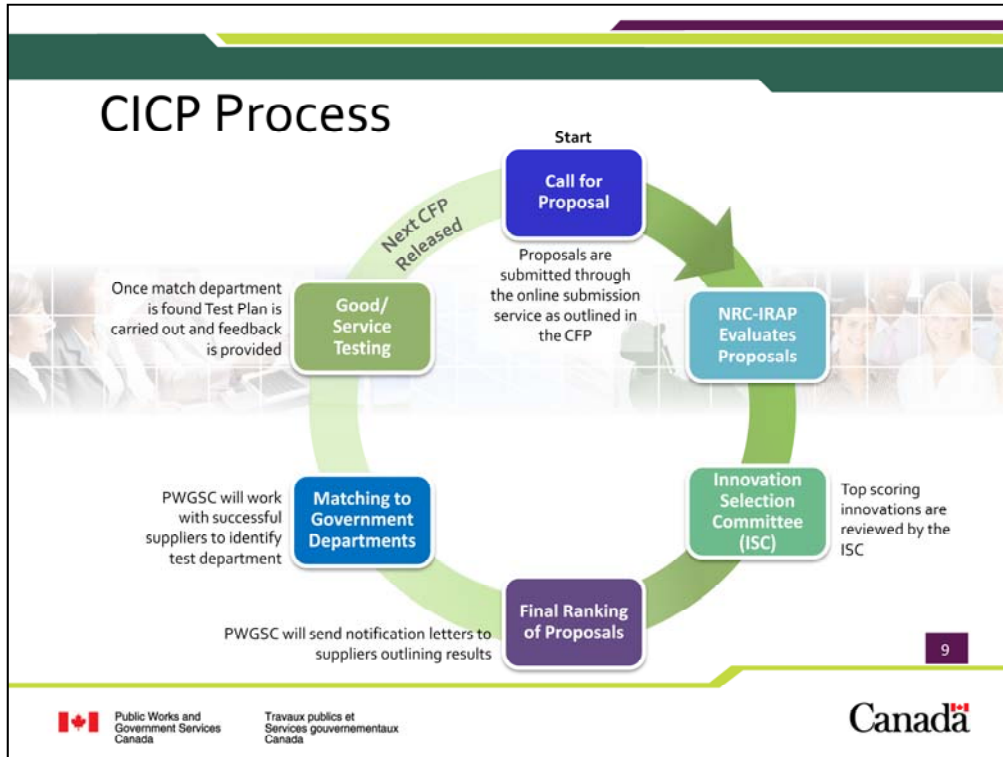 CICP Process
Start
Call for
Proposal
Proposals are
submitted through
the online submission
service as outlined in
the CFP
NRC-IRAP
Evaluates
Proposals
Innovation
Selection
Committee
(ISC)
Top scoring
innovations are
reviewed by the
ISC
Final Ranking
of Proposals
PWGSC will send notification letters to
suppliers outlining results
Matching to
Government
Departments
PWGSC will work
with successful
suppliers to identify
test department
Good/
Service
Testing
Once match department
is found Test Plan is
carried out and feedback
is provided
Next CFP
Released
9
Public Works and
Government Services
Canada
Travaux publics et
Services gouvernementaux
Canada
Canada